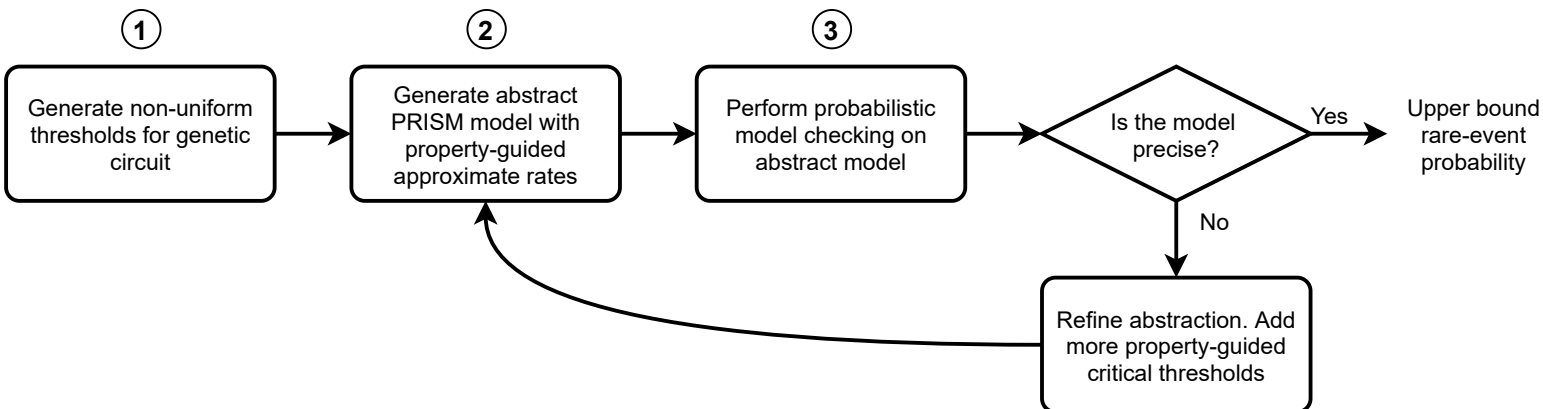 1
2
3
Generate non-uniform
thresholds for genetic
circuit
Generate abstract
PRISM model with
property-guided
approximate rates
Perform probabilistic
model checking on
abstract model
Is the model
precise?
Yes
Upper bound
rare-event
probability
No
Refine abstraction. Add
more property-guided
critical thresholds